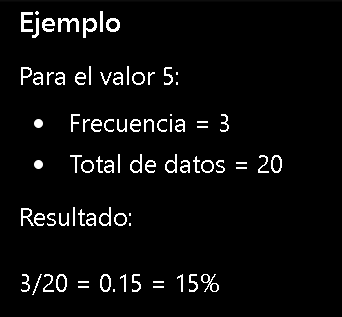 Ejemplo
Para el valor 5:
• Frecuencia = 3
• Total de datos = 20
Resultado:
3/20 = 0.15 = 15%